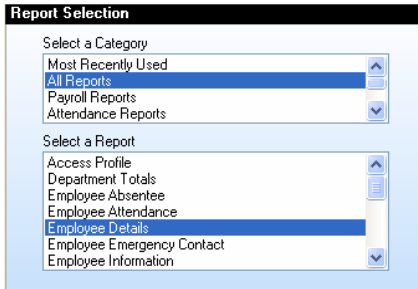 Report Selection
Select a Category
Most Recently Used
All Reports
Payroll Reports
Attendance Reports
Select a Report
Access Profile
Department Totals
Employee Absentee
Employee Attendance
Employee Details
Employee Emergency Contact
Employee Information